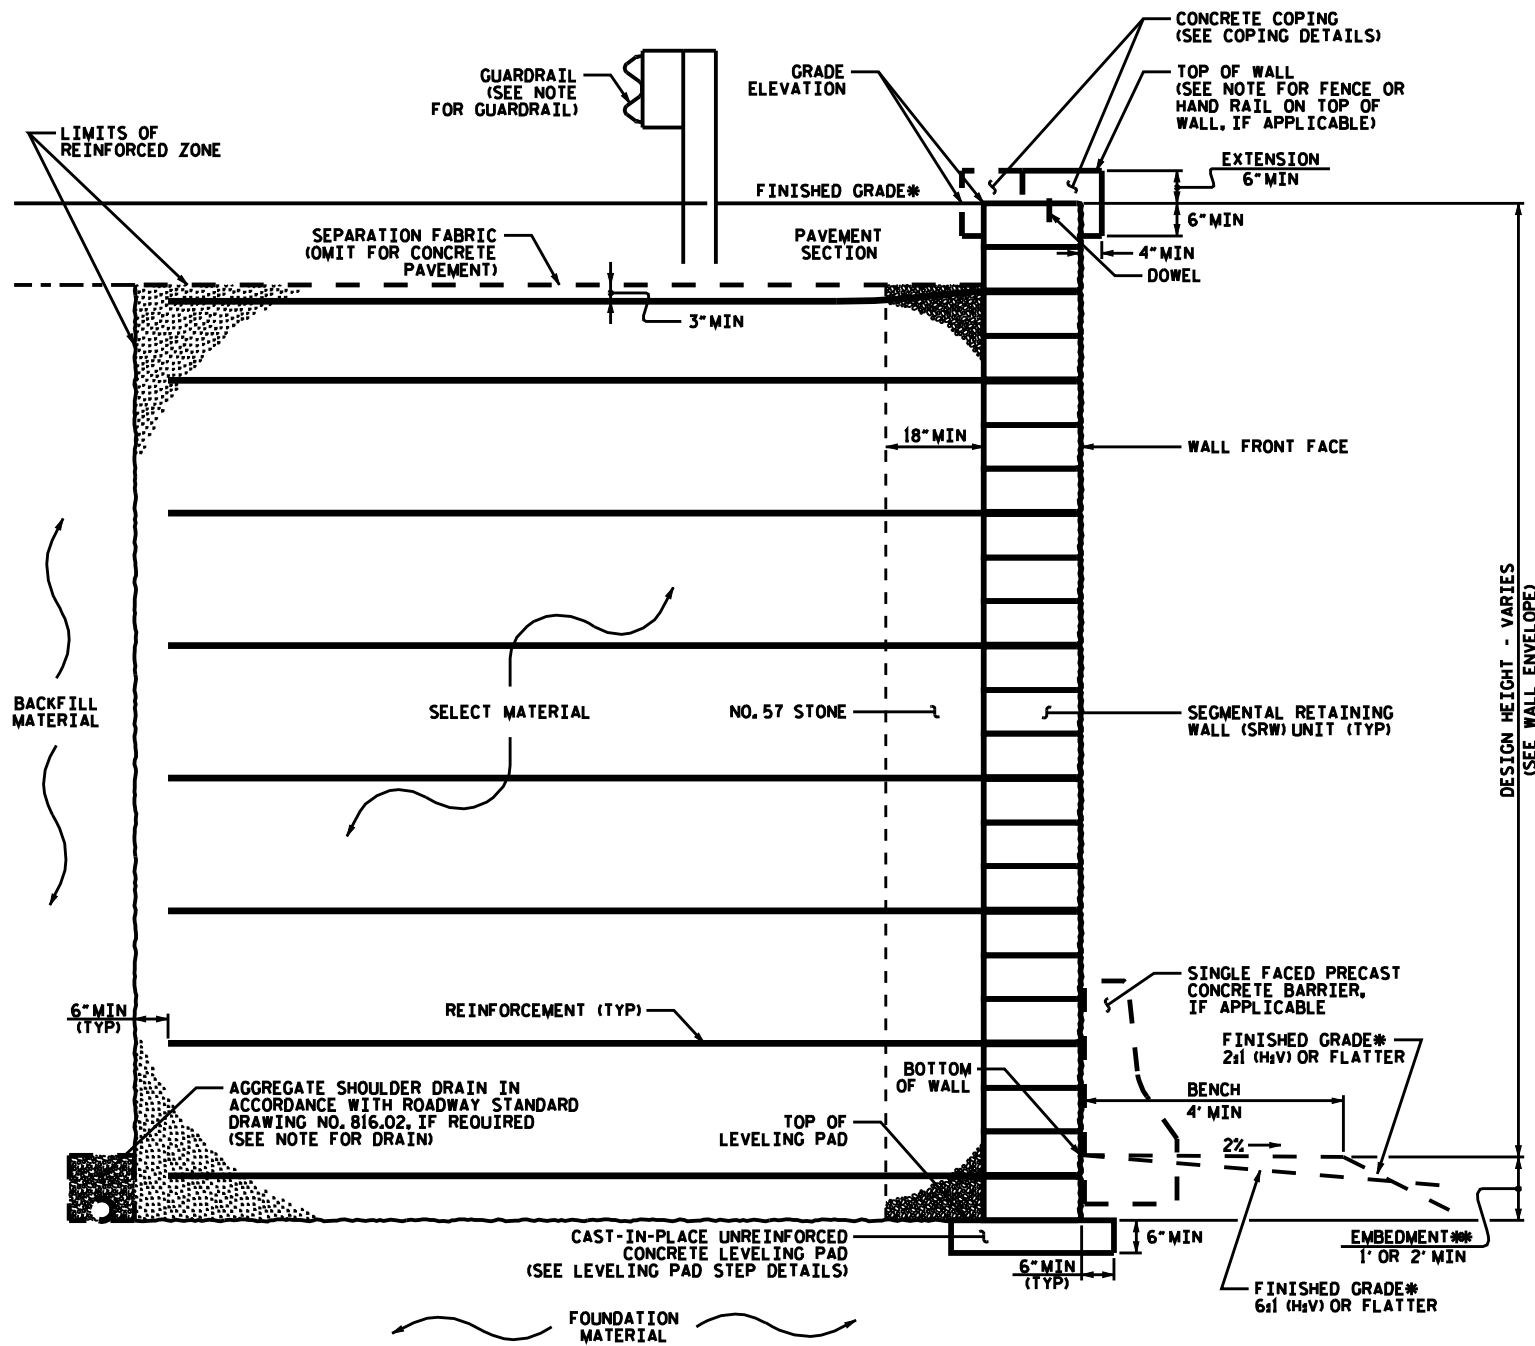 CONCRETE COPING
(SEE COPING DETAILS)
GUARDRAIL
(SEE NOTE
FOR GUARDRAIL)
GRADE
ELEVATION
TOP OF WALL
(SEE NOTE FOR FENCE OR
HAND RAIL ON TOP OF
WALL, IF APPLICABLE)
LIMITS OF
REINFORCED ZONE
EXTENSION
6" MIN
FINISHED GRADE*
6" MIN
SEPARATION FABRIC
(OMIT FOR CONCRETE
PAVEMENT)
PAVEMENT
SECTION
4" MIN
DOWEL
3" MIN
18" MIN
WALL FRONT FACE
DESIGN HEIGHT - VARIES
(SEE WALL ENVELOPE)
BACKFILL
MATERIAL
SELECT MATERIAL
NO. 57 STONE
SEGMENTAL RETAINING
WALL (SRW) UNIT (TYP)
SINGLE FACED PRECAST
CONCRETE BARRIER,
IF APPLICABLE
6" MIN
(TYP)
REINFORCEMENT (TYP)
FINISHED GRADE*
2:1 (H:V) OR FLATTER
BOTTOM
OF WALL
BENCH
4' MIN
AGGREGATE SHOULDER DRAIN IN
ACCORDANCE WITH ROADWAY STANDARD
DRAWING NO. 816.02, IF REQUIRED
(SEE NOTE FOR DRAIN)
TOP OF
LEVELING PAD
2%
CAST-IN-PLACE UNREINFORCED
CONCRETE LEVELING PAD
(SEE LEVELING PAD STEP DETAILS)
6" MIN
EMBEDMENT**
1' OR 2' MIN
6" MIN
(TYP)
FINISHED GRADE*
6:1 (H:V) OR FLATTER
FOUNDATION
MATERIAL